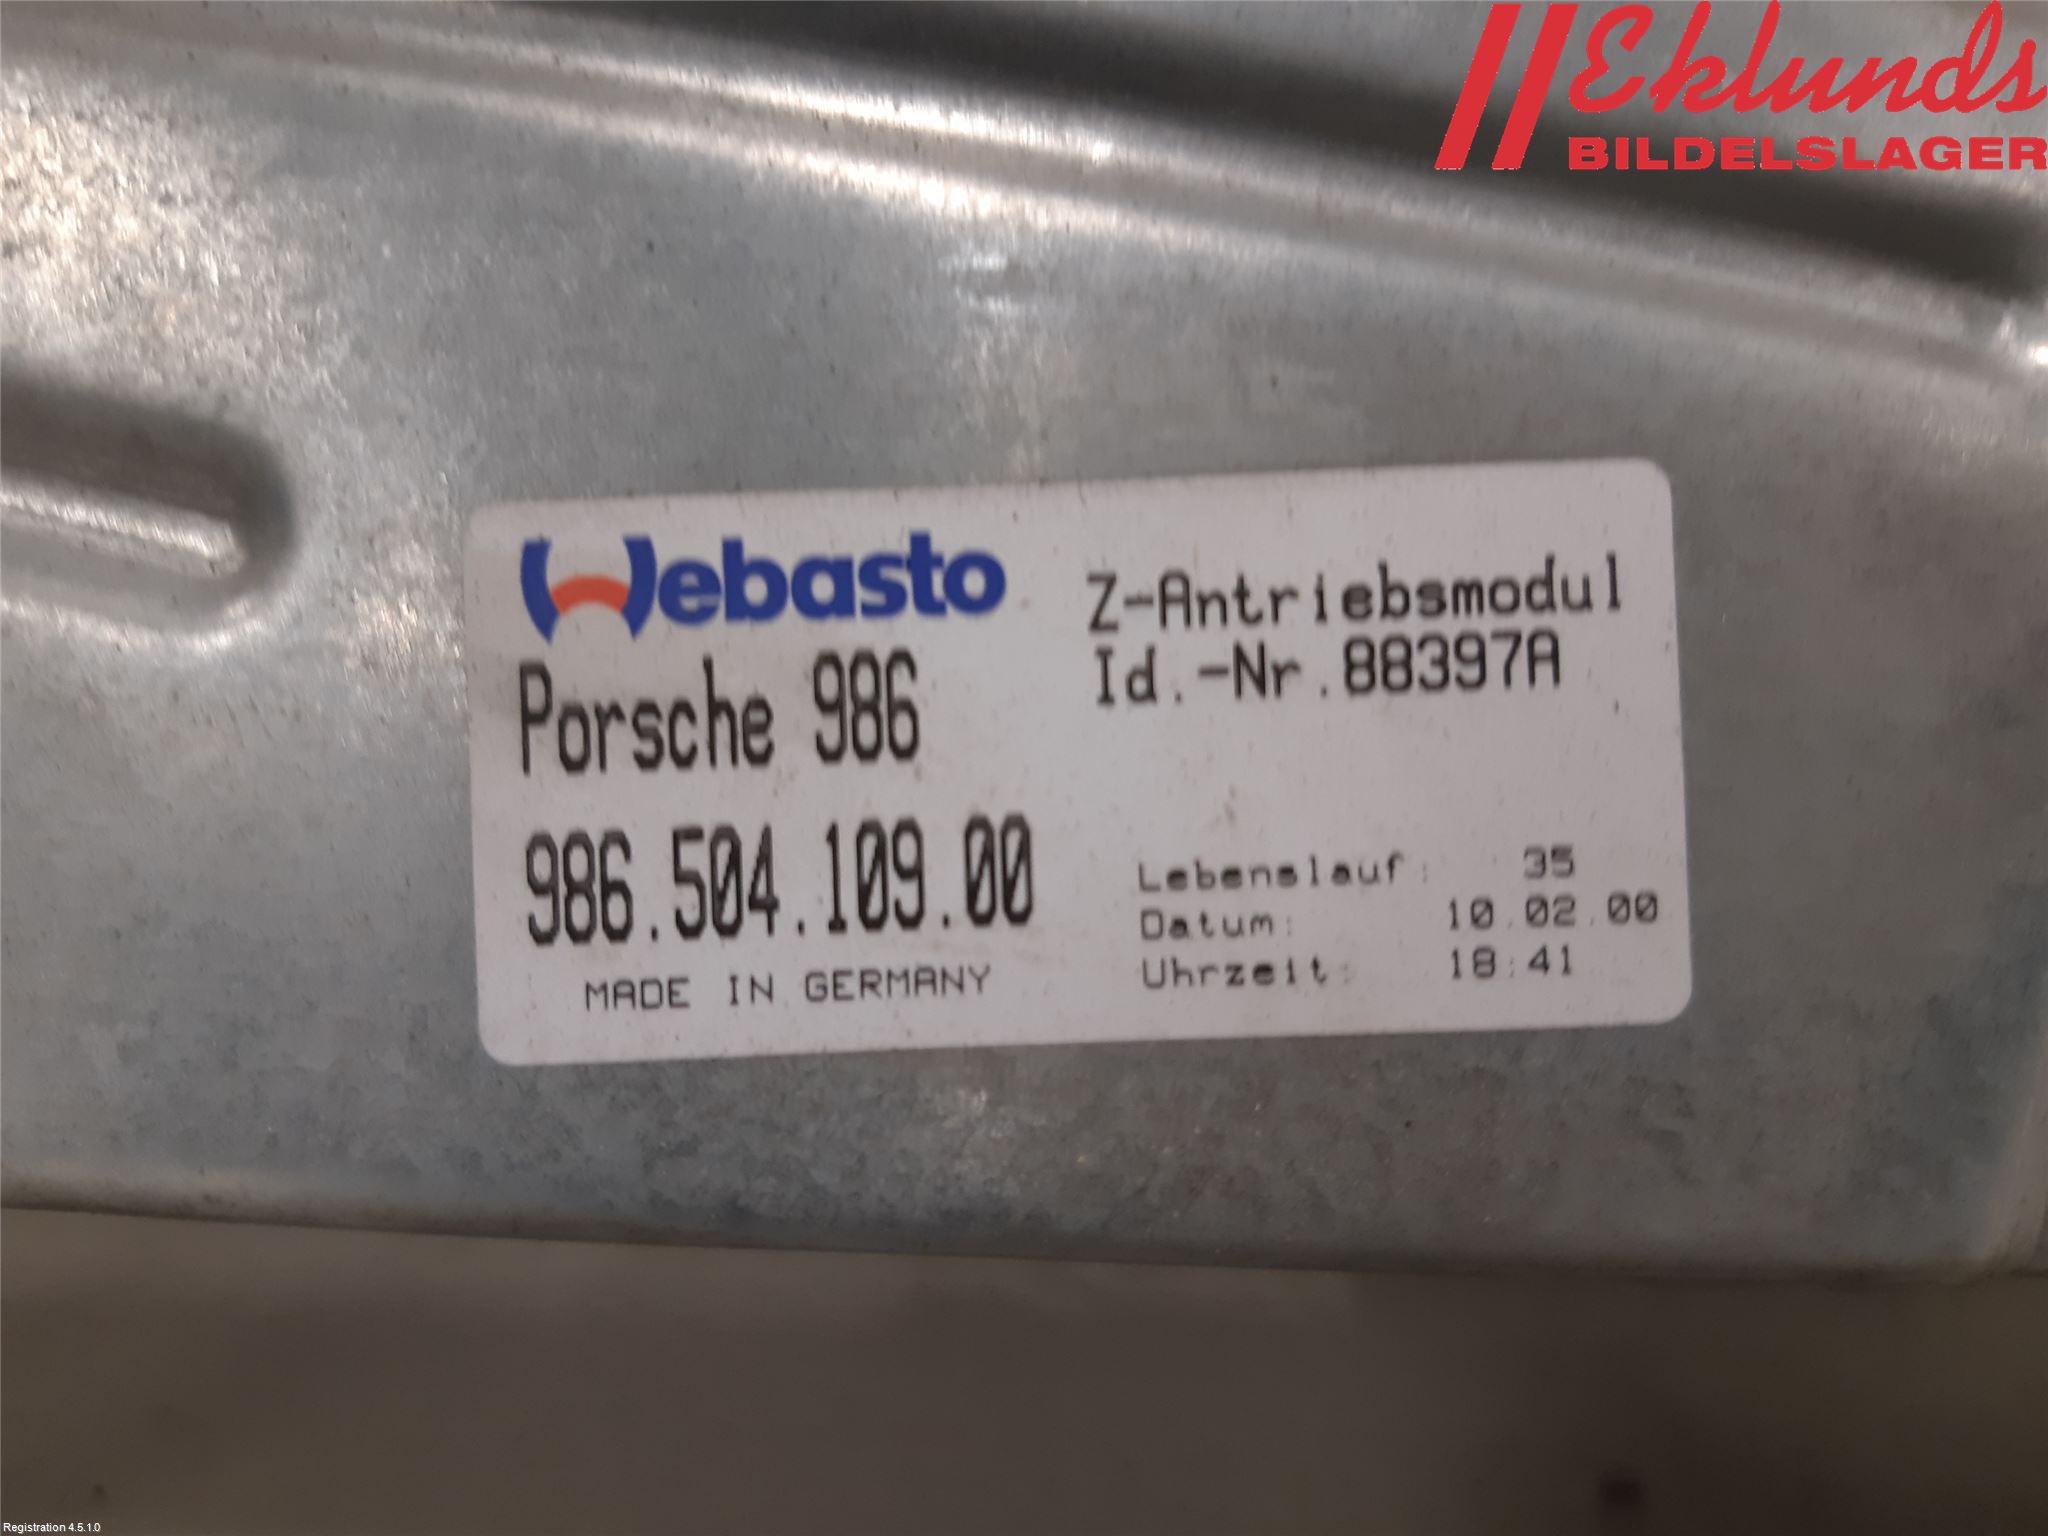 Eklunds
BILDELSLAGER
Webasto
Porsche 986
986.504.109.00
MADE IN GERMANY
Z-Antriebsmodul
Id.-Nr.88397A
Lebenslauf: 35
Datum: 10.02.00
Uhrzeit: 18:41
Registration 4.5.1.0